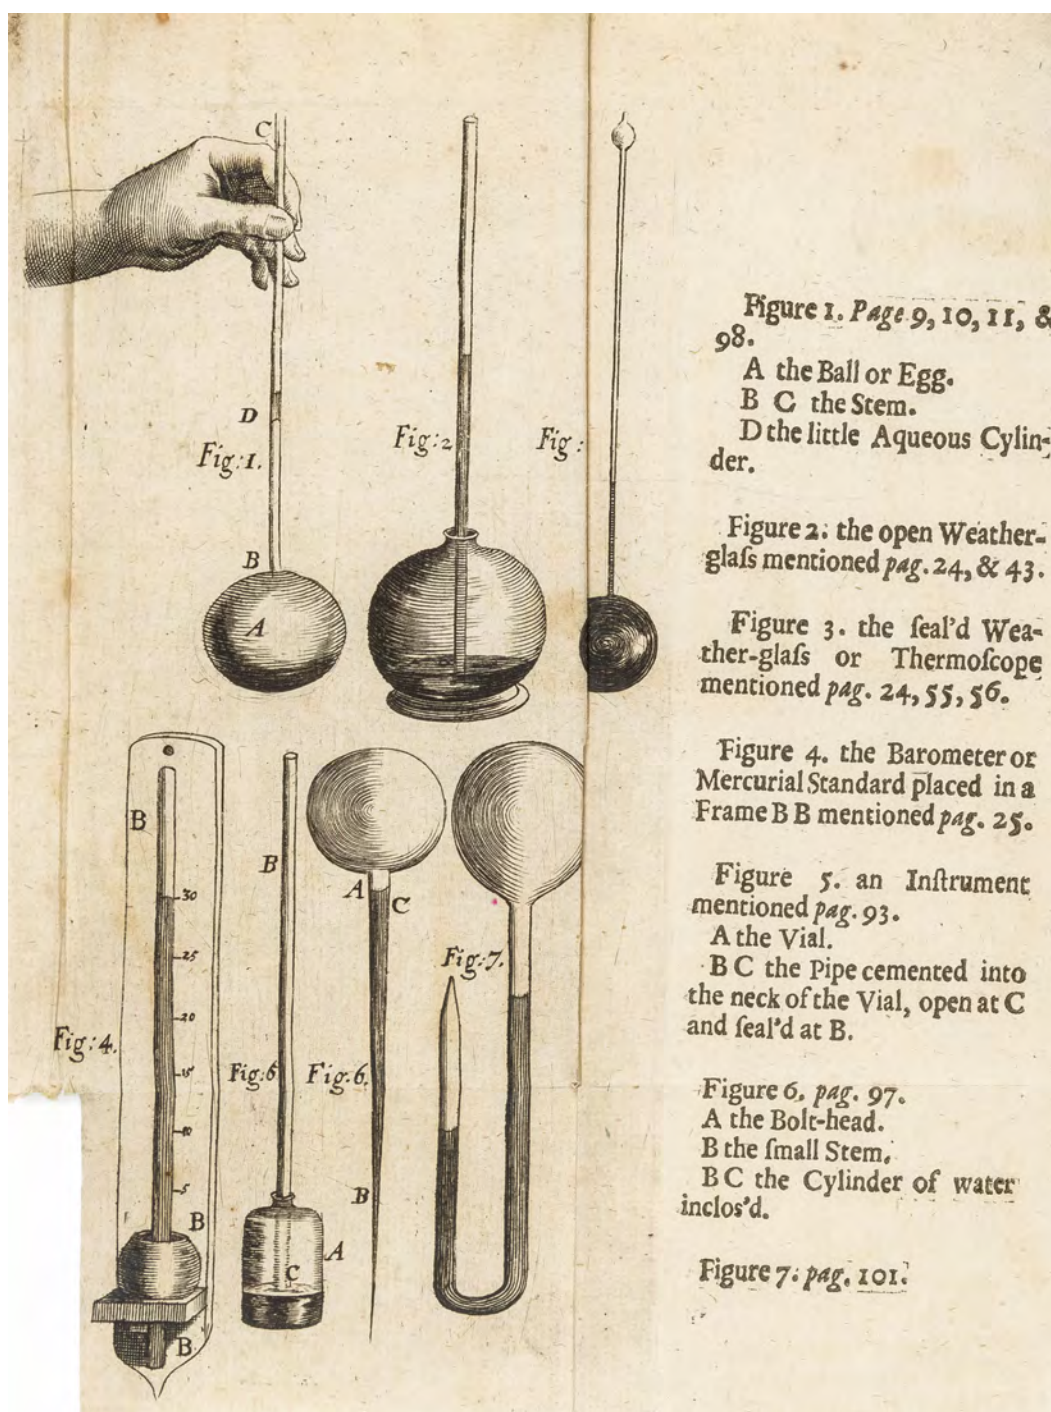 C
D
Fig:1.
B
A
Fig:2
Fig:
B
30
25
20
15
10
5
Fig:4.
B
B
B
Fig:6
A
C
A
C
Fig:6.
B
Fig:7.
Figure 1. Page 9, 10, 11, &
98.
A the Ball or Egg.
B C the Stem.
D the little Aqueous Cylin-
der.
Figure 2. the open Weather-
glaſs mentioned pag. 24, & 43.
Figure 3. the ſeal'd Wea-
ther-glaſs or Thermoſcope
mentioned pag. 24, 55, 56.
Figure 4. the Barometer or
Mercurial Standard placed in a
Frame B B mentioned pag. 25.
Figure 5. an Inſtrument
mentioned pag. 93.
A the Vial.
B C the Pipe cemented into
the neck of the Vial, open at C
and ſeal'd at B.
Figure 6. pag. 97.
A the Bolt-head.
B the ſmall Stem.
B C the Cylinder of water
inclos'd.
Figure 7. pag. 101.